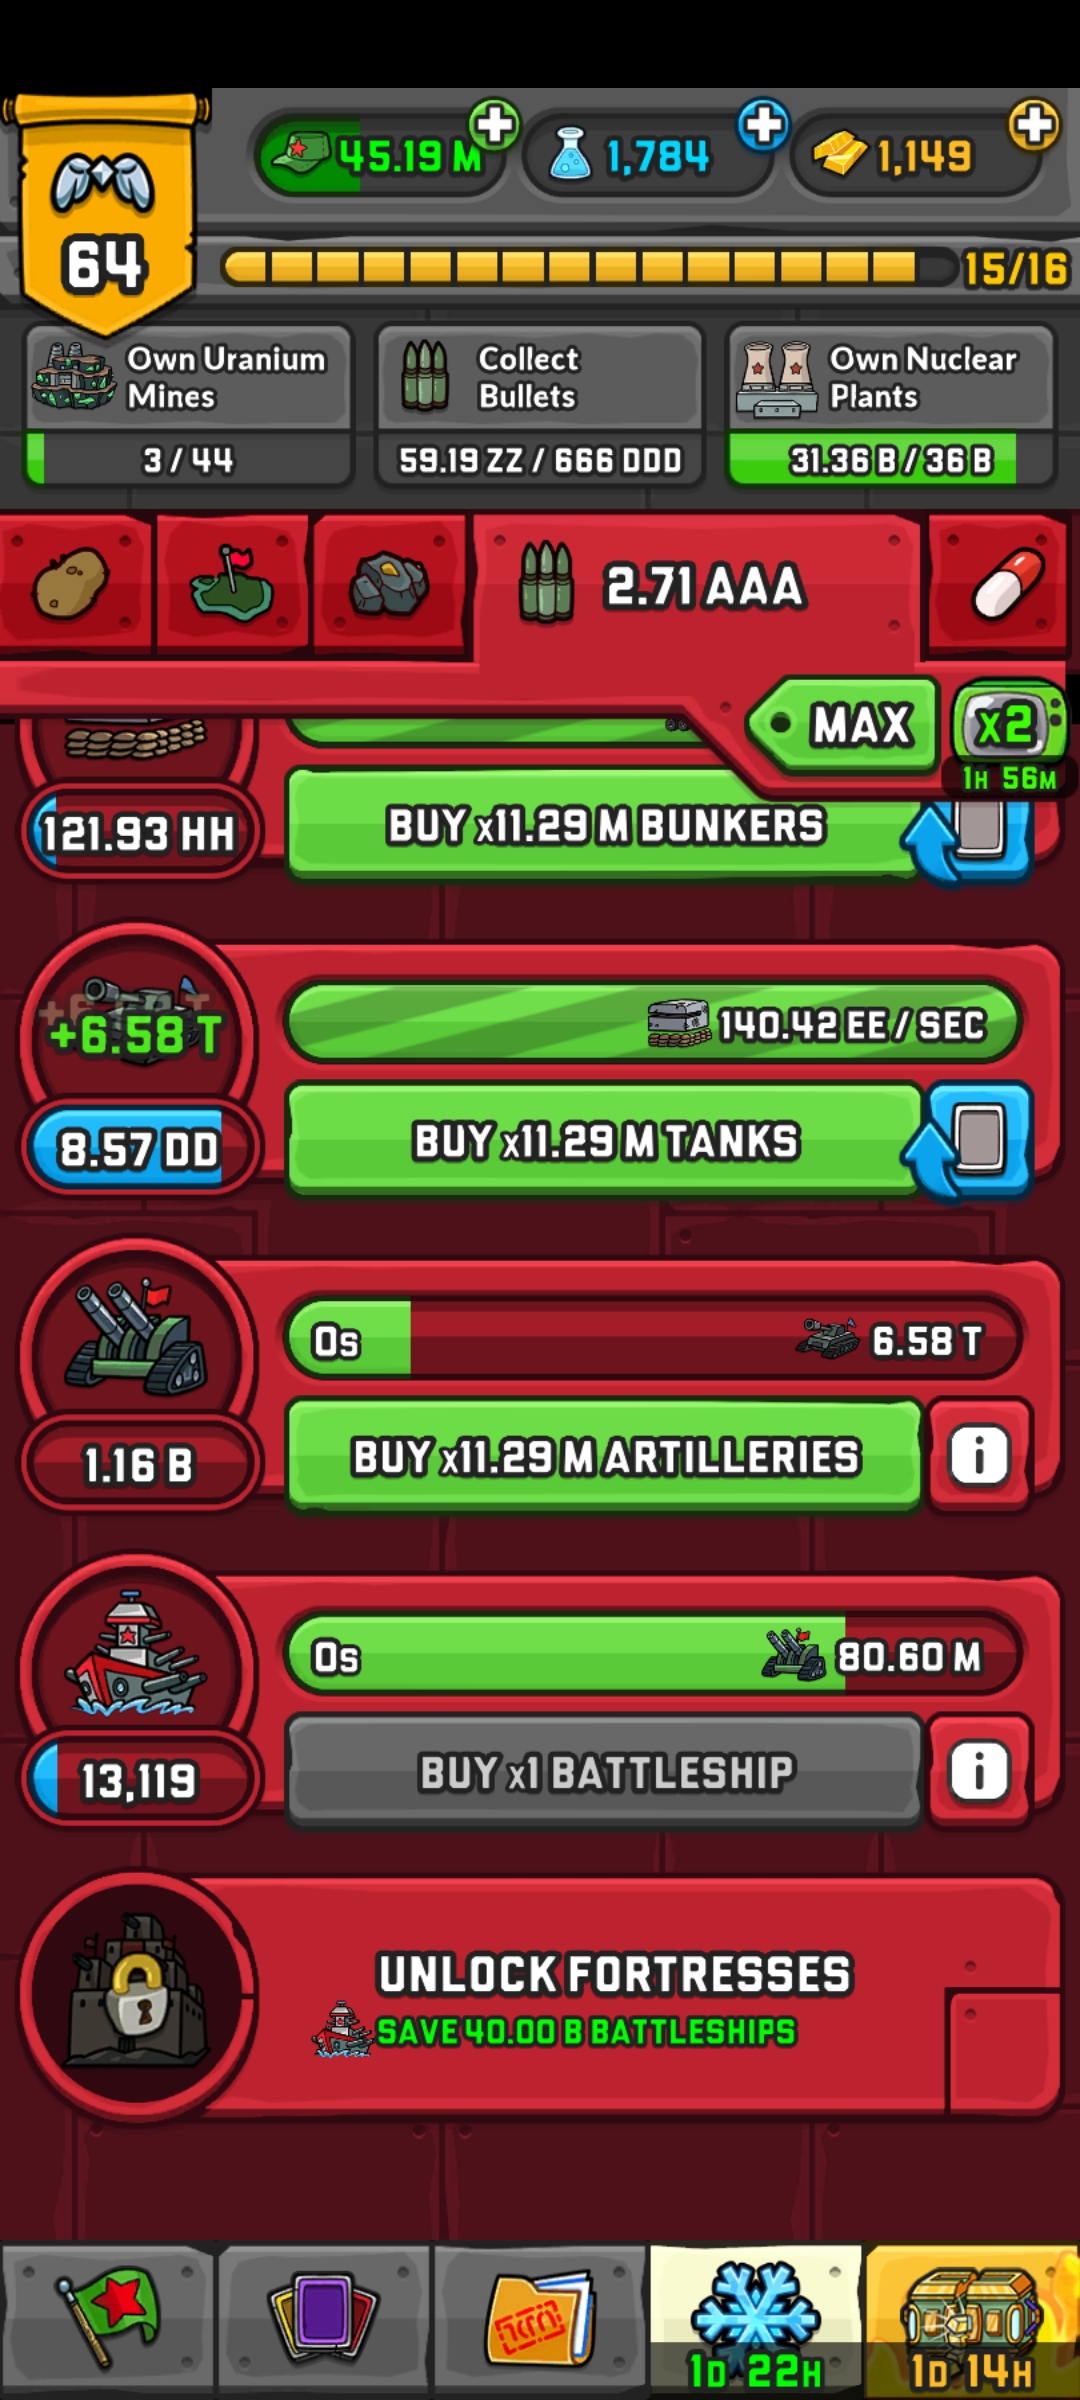 45.19 M
1,784
1,149
64
15/16
Own Uranium
Mines
3 / 44
Collect
Bullets
59.19 ZZ / 666 DDD
Own Nuclear
Plants
31.36 B / 36 B
2.71 AAA
MAX
X2
1H 56M
121.93 HH
BUY x11.29 M BUNKERS
+6.58 T
140.42 EE / SEC
8.57 DD
BUY x11.29 M TANKS
0s
6.58 T
1.16 B
BUY x11.29 M ARTILLERIES
i
0s
80.60 M
13,119
BUY x1 BATTLESHIP
i
UNLOCK FORTRESSES
SAVE 40.00 B BATTLESHIPS
1D 22H
1D 14H